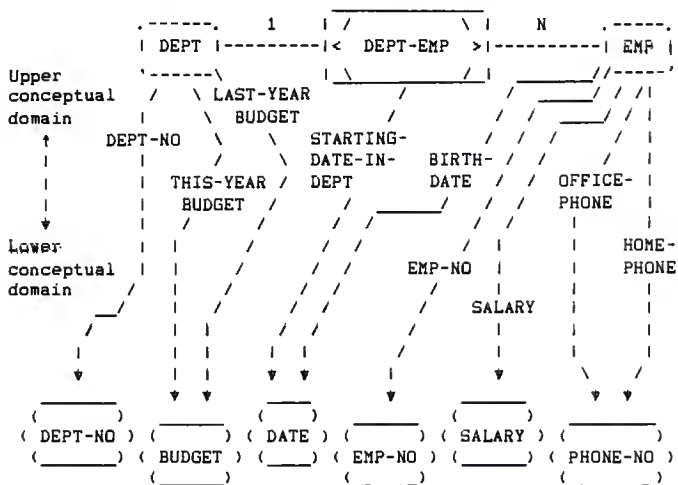 1 N
DEPT DEPT-EMP EMP
Upper
conceptual
domain
LAST-YEAR
BUDGET
DEPT-NO
STARTING-
DATE-IN-
DEPT
BIRTH-
DATE
THIS-YEAR
BUDGET
OFFICE-
PHONE
Lower
conceptual
domain
EMP-NO
HOME-
PHONE
SALARY
DEPT-NO DATE SALARY
BUDGET EMP-NO PHONE-NO